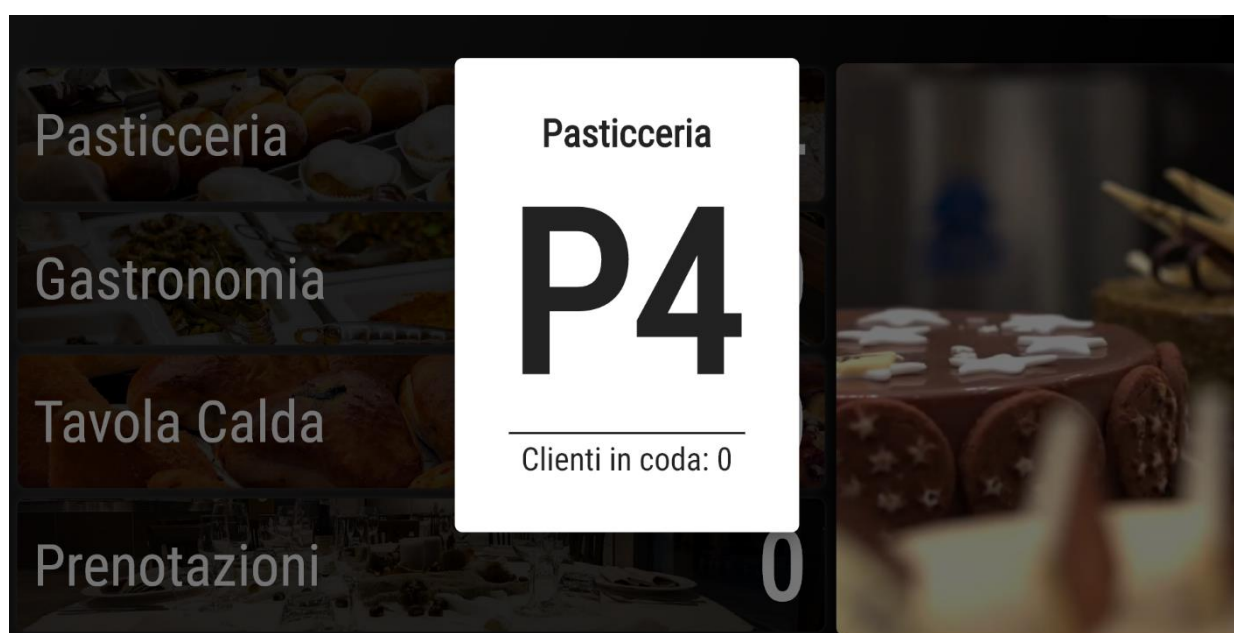 Pasticceria
Gastronomia
Tavola Calda
Prenotazioni
0
Pasticceria
P4
Clienti in coda: 0